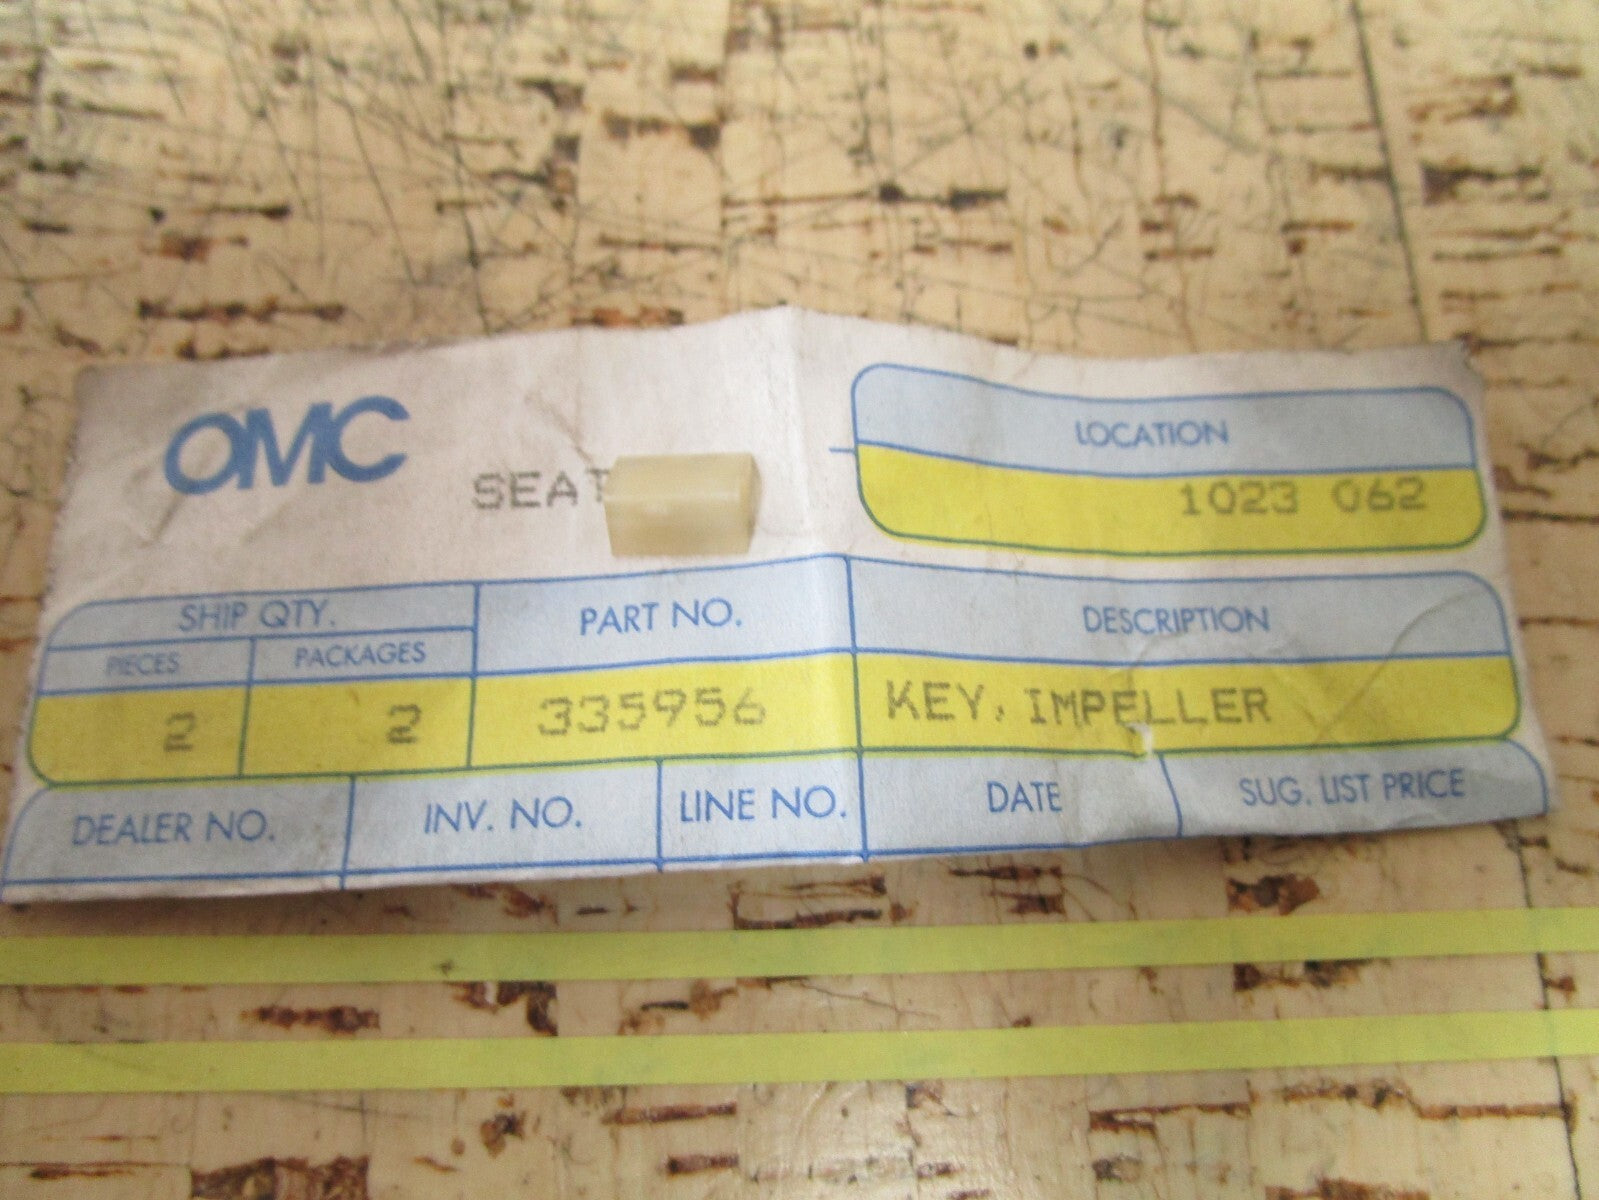 OMC
SEAT
LOCATION
1023 062
SHIP QTY.
PIECES PACKAGES
PART NO.
DESCRIPTION
2 2 335956 KEY, IMPELLER
DEALER NO. INV. NO. LINE NO. DATE SUG. LIST PRICE